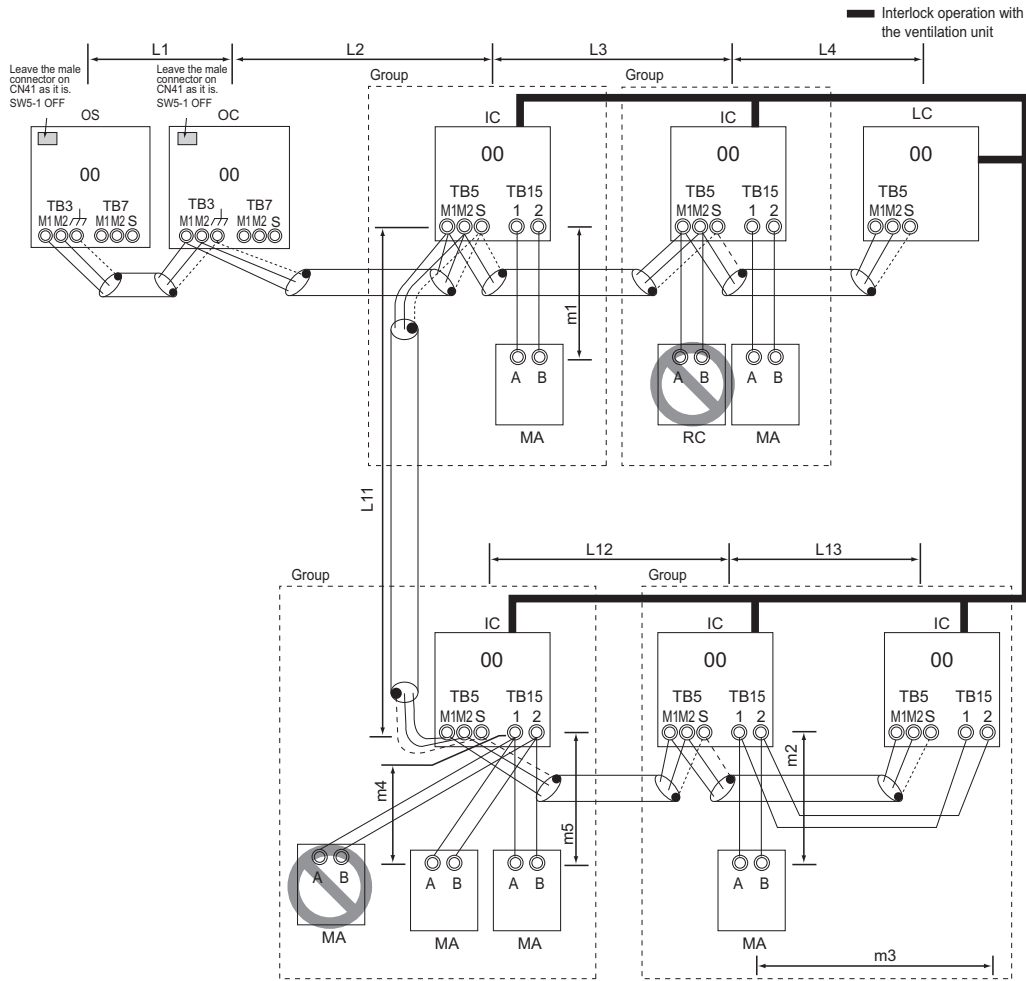 Interlock operation with
the ventilation unit
L1 L2 L3 L4
Leave the male
connector on
CN41 as it is.
SW5-1 OFF
Leave the male
connector on
CN41 as it is.
SW5-1 OFF
Group Group
OS OC IC IC LC
00 00 00 00 00
TB3 TB7 TB3 TB7 TB5 TB15 TB5 TB15 TB5
M1 M2 M1 M2 S M1 M2 M1 M2 S M1 M2 S 1 2 M1 M2 S 1 2 M1 M2 S
m1
A B A B A B
MA RC MA
L11
L12 L13
Group Group
IC IC IC
00 00 00
TB5 TB15 TB5 TB15 TB5 TB15
M1 M2 S 1 2 M1 M2 S 1 2 M1 M2 S 1 2
m4 m5 m2
A B A B A B A B
MA MA MA MA
m3